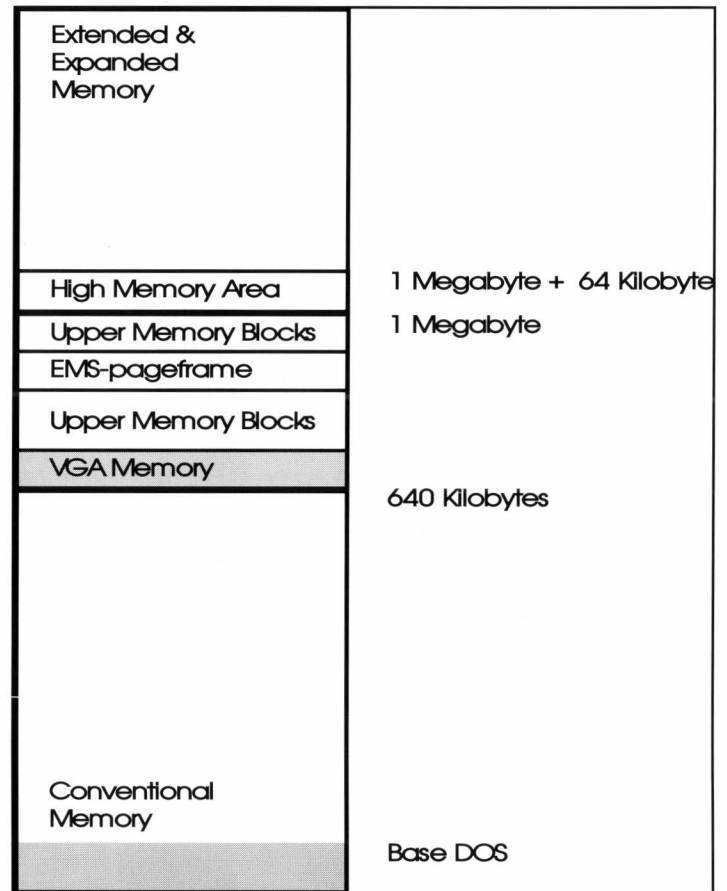 Extended &
Expanded
Memory
High Memory Area
1 Megabyte + 64 Kilobyte
Upper Memory Blocks
1 Megabyte
EMS-pageframe
Upper Memory Blocks
VGA Memory
640 Kilobytes
Conventional
Memory
Base DOS